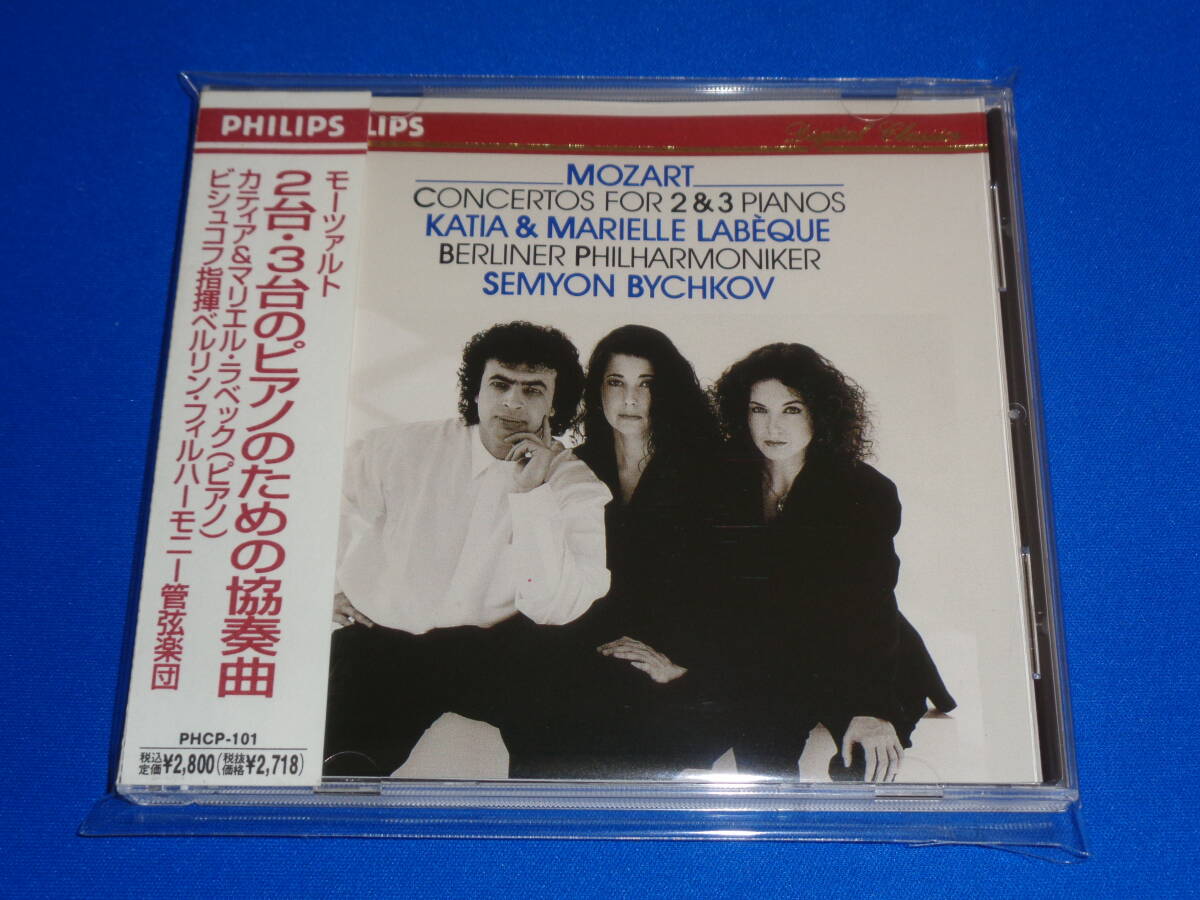 PHILIPS
モーツァルト
2台・3台のピアノのための協奏曲
カティア&マリエル・ラベック(ピアノ)
ビシュコフ指揮ベルリン・フィルハーモニー管弦楽団
PHCP-101
税込定価¥2,800(税抜価格¥2,718)
LIPS
Digital Classics
MOZART
CONCERTOS FOR 2 & 3 PIANOS
KATIA & MARIELLE LABÈQUE
BERLINER PHILHARMONIKER
SEMYON BYCHKOV